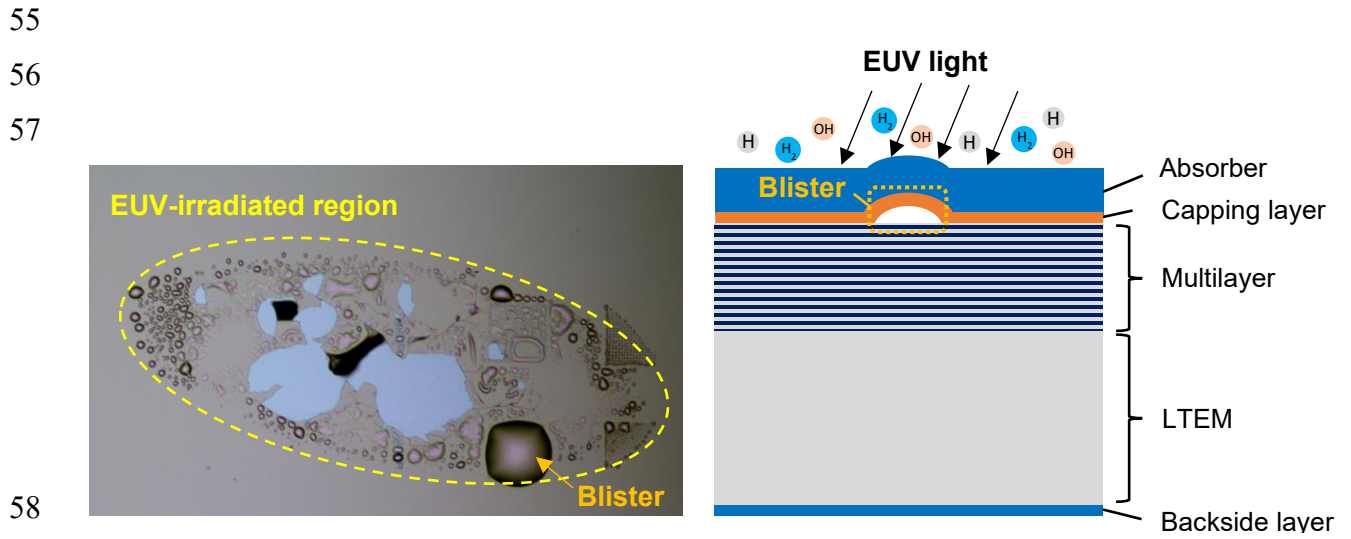 55
56
57
58
EUV-irradiated region
Blister
EUV light
H
H2
OH
H2
OH
H
H
H2
OH
Blister
Absorber
Capping layer
Multilayer
LTEM
Backside layer